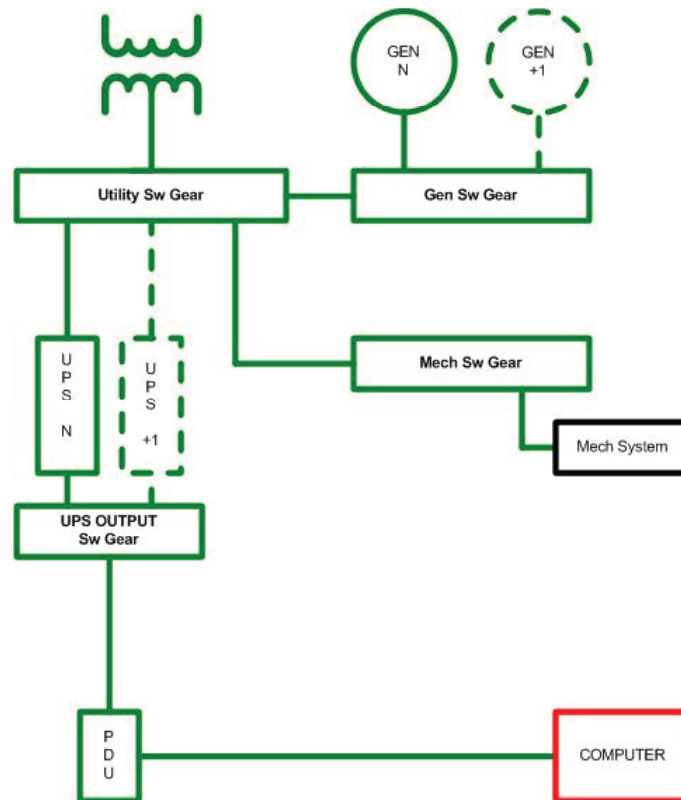 GEN
N
GEN
+1
Utility Sw Gear
Gen Sw Gear
U
P
S
N
U
P
S
+1
Mech Sw Gear
Mech System
UPS OUTPUT
Sw Gear
P
D
U
COMPUTER